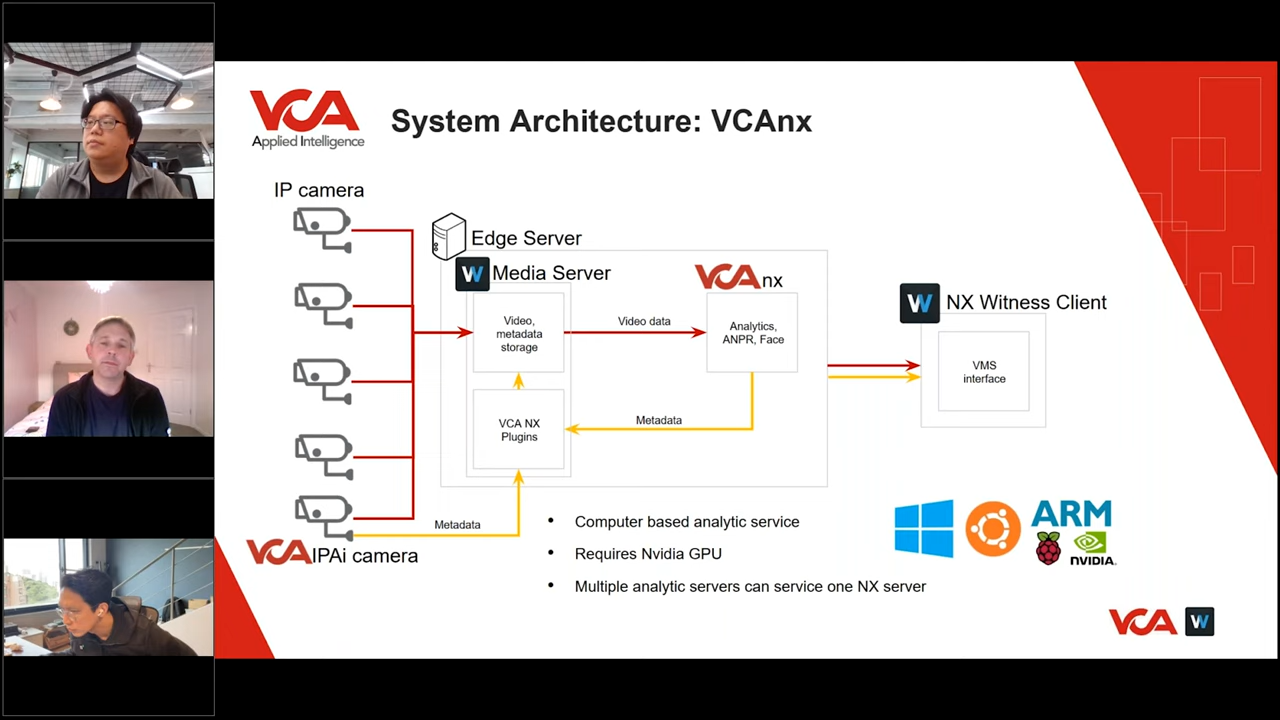 VCA
Applied Intelligence
System Architecture: VCAnx
IP camera
Edge Server
W Media Server
VCAnx
Video,
metadata
storage
Video data
Analytics,
ANPR, Face
W NX Witness Client
VMS
interface
VCA NX
Plugins
Metadata
Metadata
VCA IPAi camera
• Computer based analytic service
• Requires Nvidia GPU
• Multiple analytic servers can service one NX server
ARM
NVIDIA.
VCA W